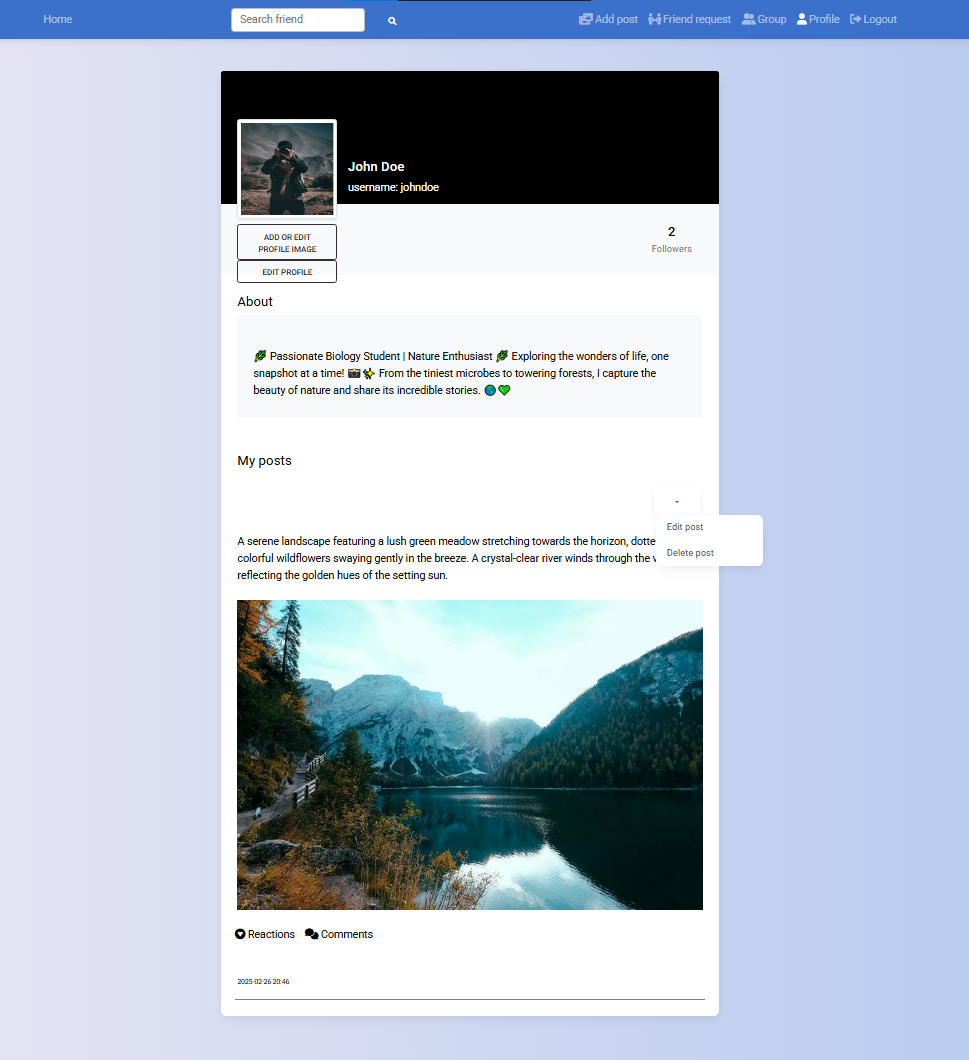 Home
Search friend
Add post
Friend request
Group
Profile
Logout
John Doe
username: johndoe
ADD OR EDIT
PROFILE IMAGE
EDIT PROFILE
2
Followers
About
🌿 Passionate Biology Student | Nature Enthusiast 🌿 Exploring the wonders of life, one
snapshot at a time! 📸✨ From the tiniest microbes to towering forests, I capture the
beauty of nature and share its incredible stories. 🌍💚
My posts
Edit post
Delete post
A serene landscape featuring a lush green meadow stretching towards the horizon,
colorful wildflowers swaying gently in the breeze. A crystal-clear river winds through the
reflecting the golden hues of the setting sun.
Reactions
Comments
2025-02-26 20:46